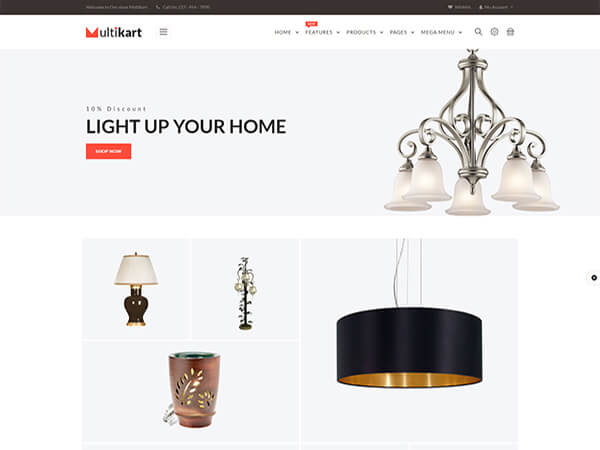 Welcome to Our store Multikart Call Us: 123 - 456 - 7890 Wishlist My Account
Multikart HOME NEW FEATURES PRODUCTS PAGES MEGA MENU
10% Discount
LIGHT UP YOUR HOME
SHOP NOW